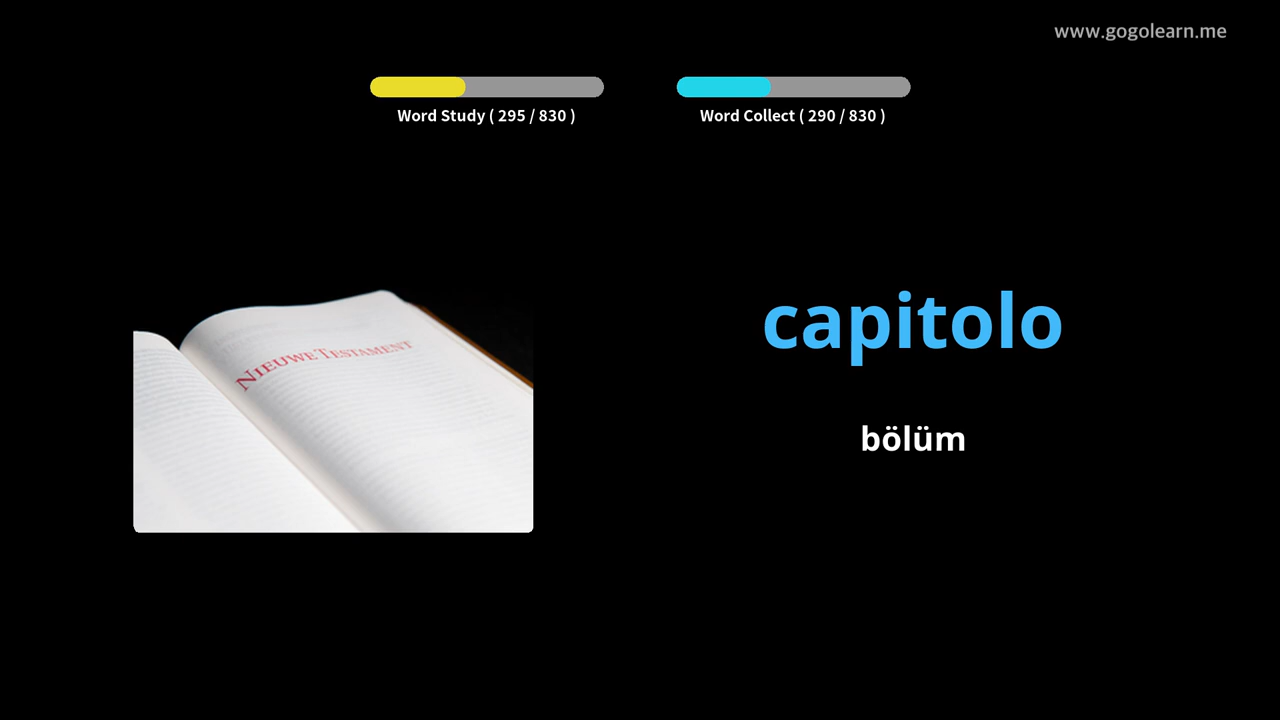 www.gogolearn.me
Word Study ( 295 / 830 )
Word Collect ( 290 / 830 )
NIEUWE TESTAMENT
capitolo
bölüm